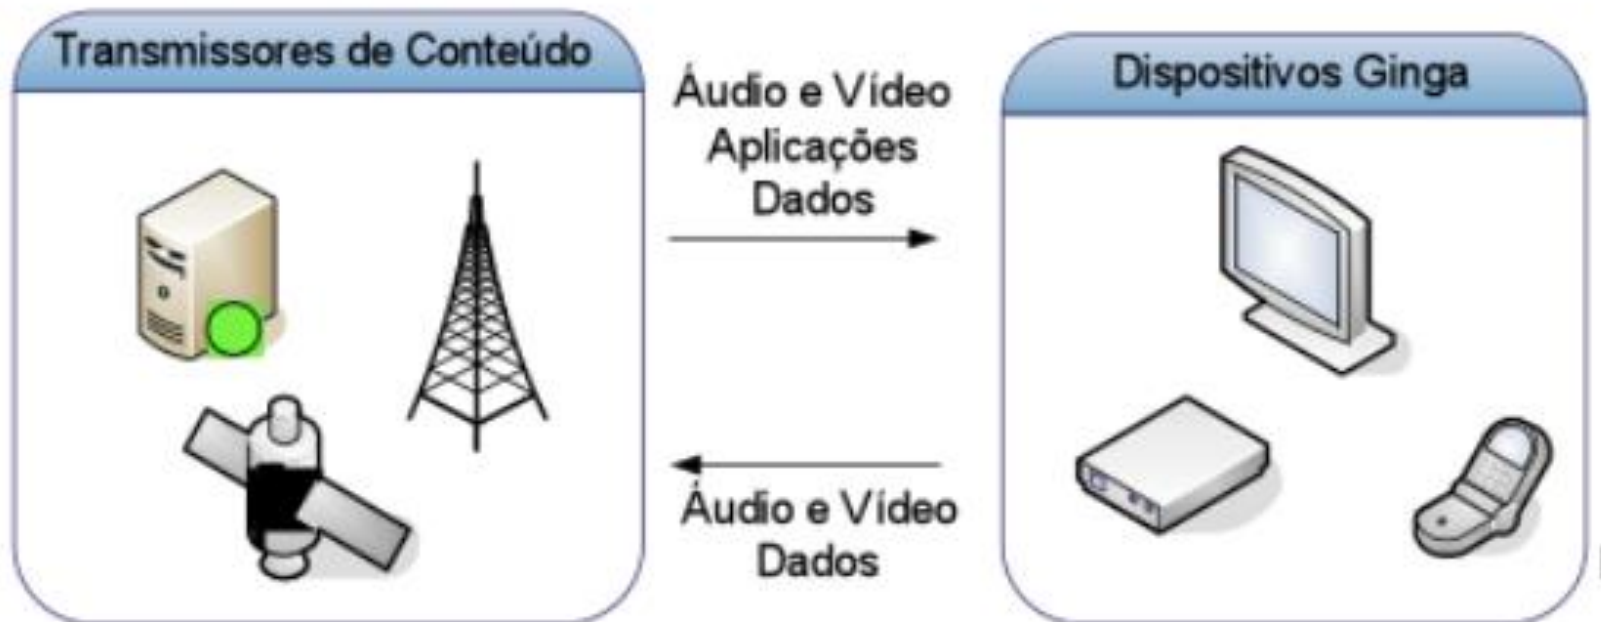 Transmissores de Conteúdo
Áudio e Vídeo
Aplicações
Dados
Áudio e Vídeo
Dados
Dispositivos Ginga